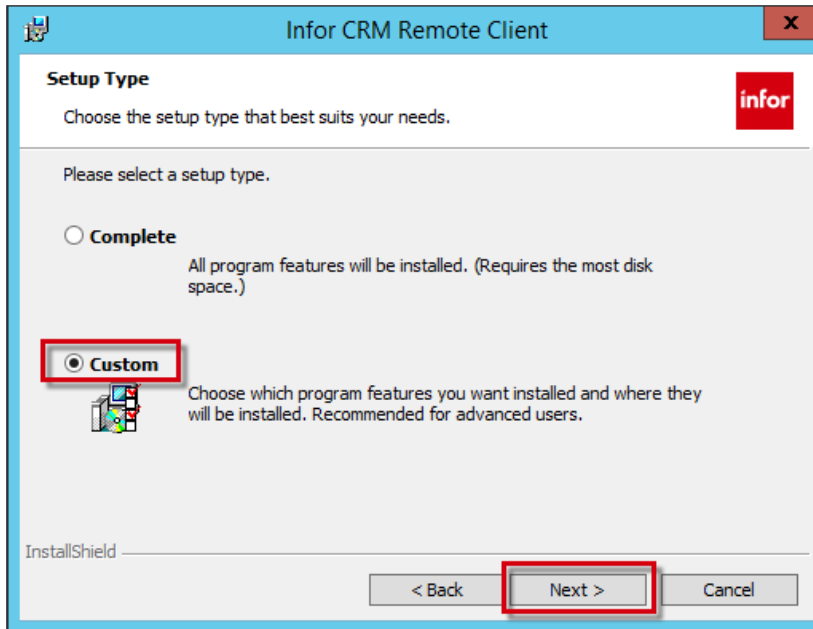 Infor CRM Remote Client
x
Setup Type
Choose the setup type that best suits your needs.
infor
Please select a setup type.
Complete
All program features will be installed. (Requires the most disk
space.)
Custom
Choose which program features you want installed and where they
will be installed. Recommended for advanced users.
InstallShield
< Back
Next >
Cancel